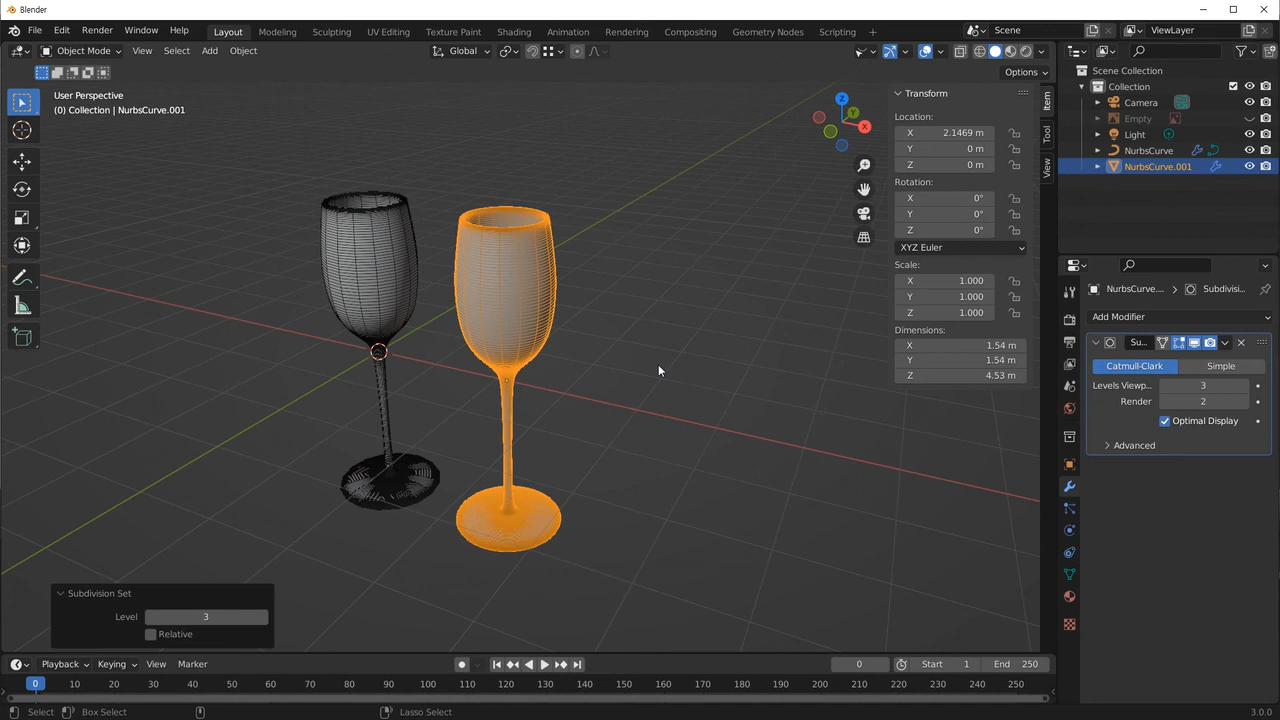 Blender
File Edit Render Window Help Layout Modeling Sculpting UV Editing Texture Paint Shading Animation Rendering Compositing Geometry Nodes Scripting + Scene ViewLayer
Object Mode View Select Add Object Global
Options
User Perspective
(0) Collection | NurbsCurve.001
Z
Y
X
Transform
Location:
X 2.1469 m
Y 0 m
Z 0 m
Rotation:
X 0°
Y 0°
Z 0°
XYZ Euler
Scale:
X 1.000
Y 1.000
Z 1.000
Dimensions:
X 1.54 m
Y 1.54 m
Z 4.53 m
Item
Tool
View
Scene Collection
Collection
Camera
Empty
Light
NurbsCurve
NurbsCurve.001
NurbsCurve.... > Subdivisi...
Add Modifier
Su...
Catmull-Clark Simple
Levels Viewp... 3
Render 2
Optimal Display
Advanced
Subdivision Set
Level 3
Relative
Playback Keying View Marker 0 Start 1 End 250
0 10 20 30 40 50 60 70 80 90 100 110 120 130 140 150 160 170 180 190 200 210 220 230 240 250
Select Box Select Lasso Select 3.0.0